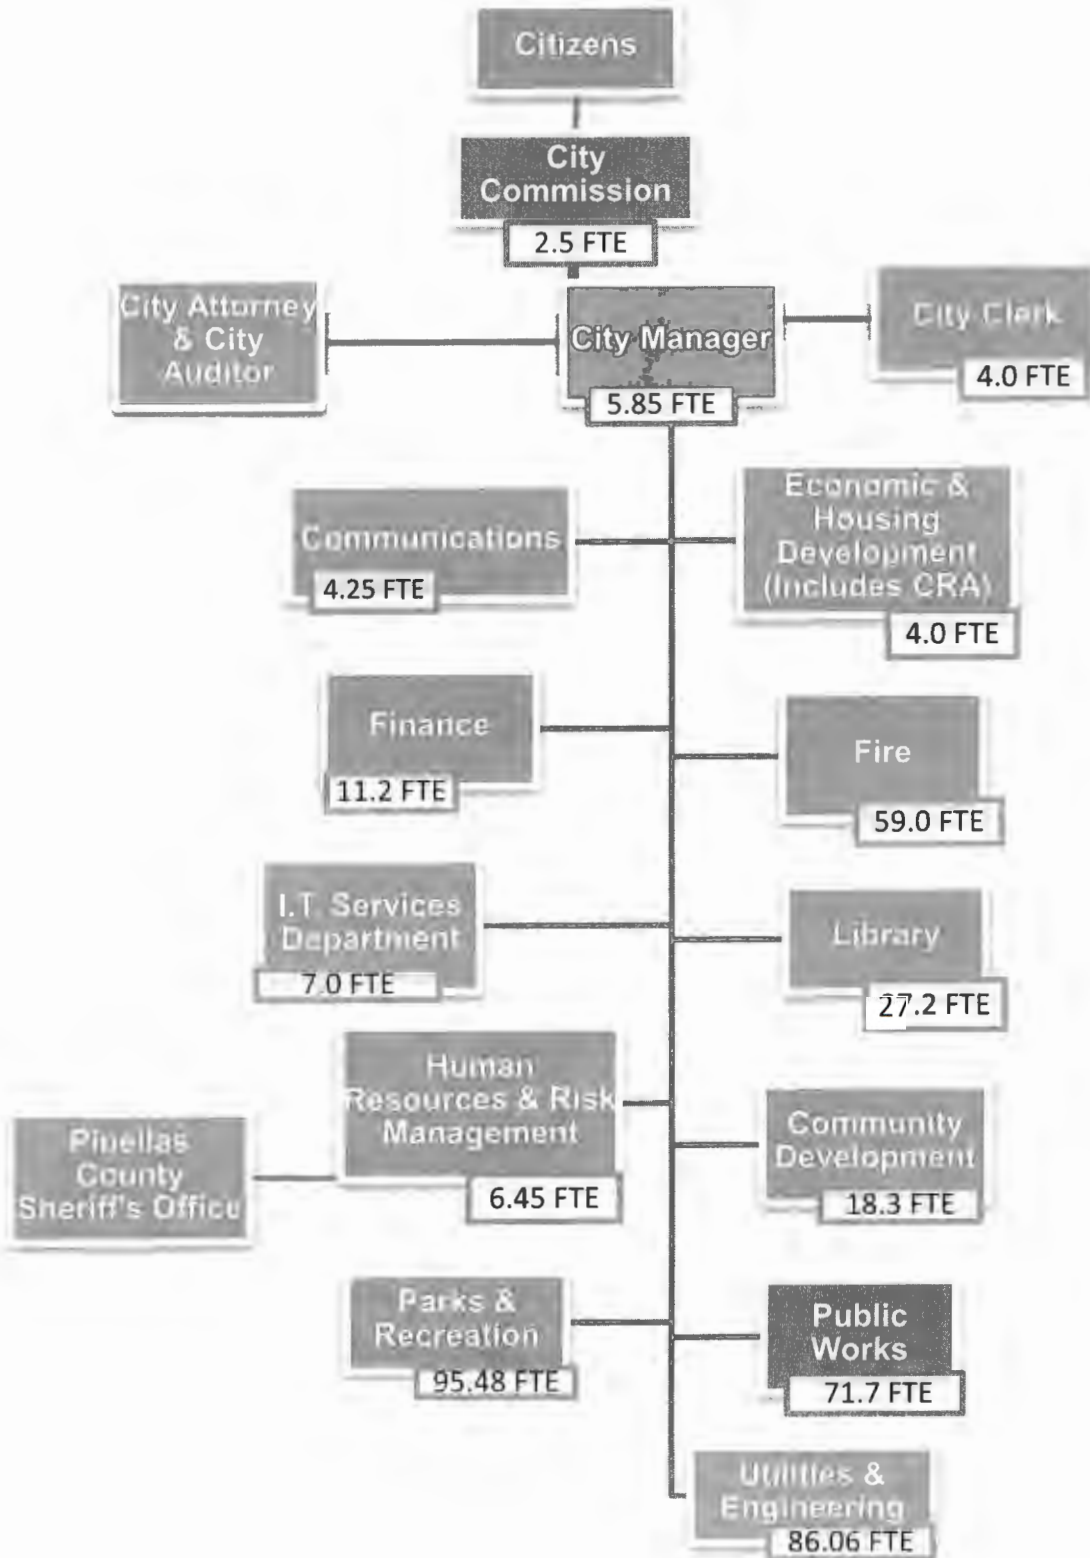 Citizens
City
Commission
2.5 FTE
City Attorney
& City
Auditor
City Manager
5.85 FTE
City Clerk
4.0 FTE
Communications
4.25 FTE
Economic &
Housing
Development
(Includes CRA)
4.0 FTE
Finance
11.2 FTE
Fire
59.0 FTE
I.T. Services
Department
7.0 FTE
Library
27.2 FTE
Human
Resources & Risk
Management
6.45 FTE
Pinellas
County
Sheriff's Office
Community
Development
18.3 FTE
Parks &
Recreation
95.48 FTE
Public
Works
71.7 FTE
Utilities &
Engineering
86.06 FTE